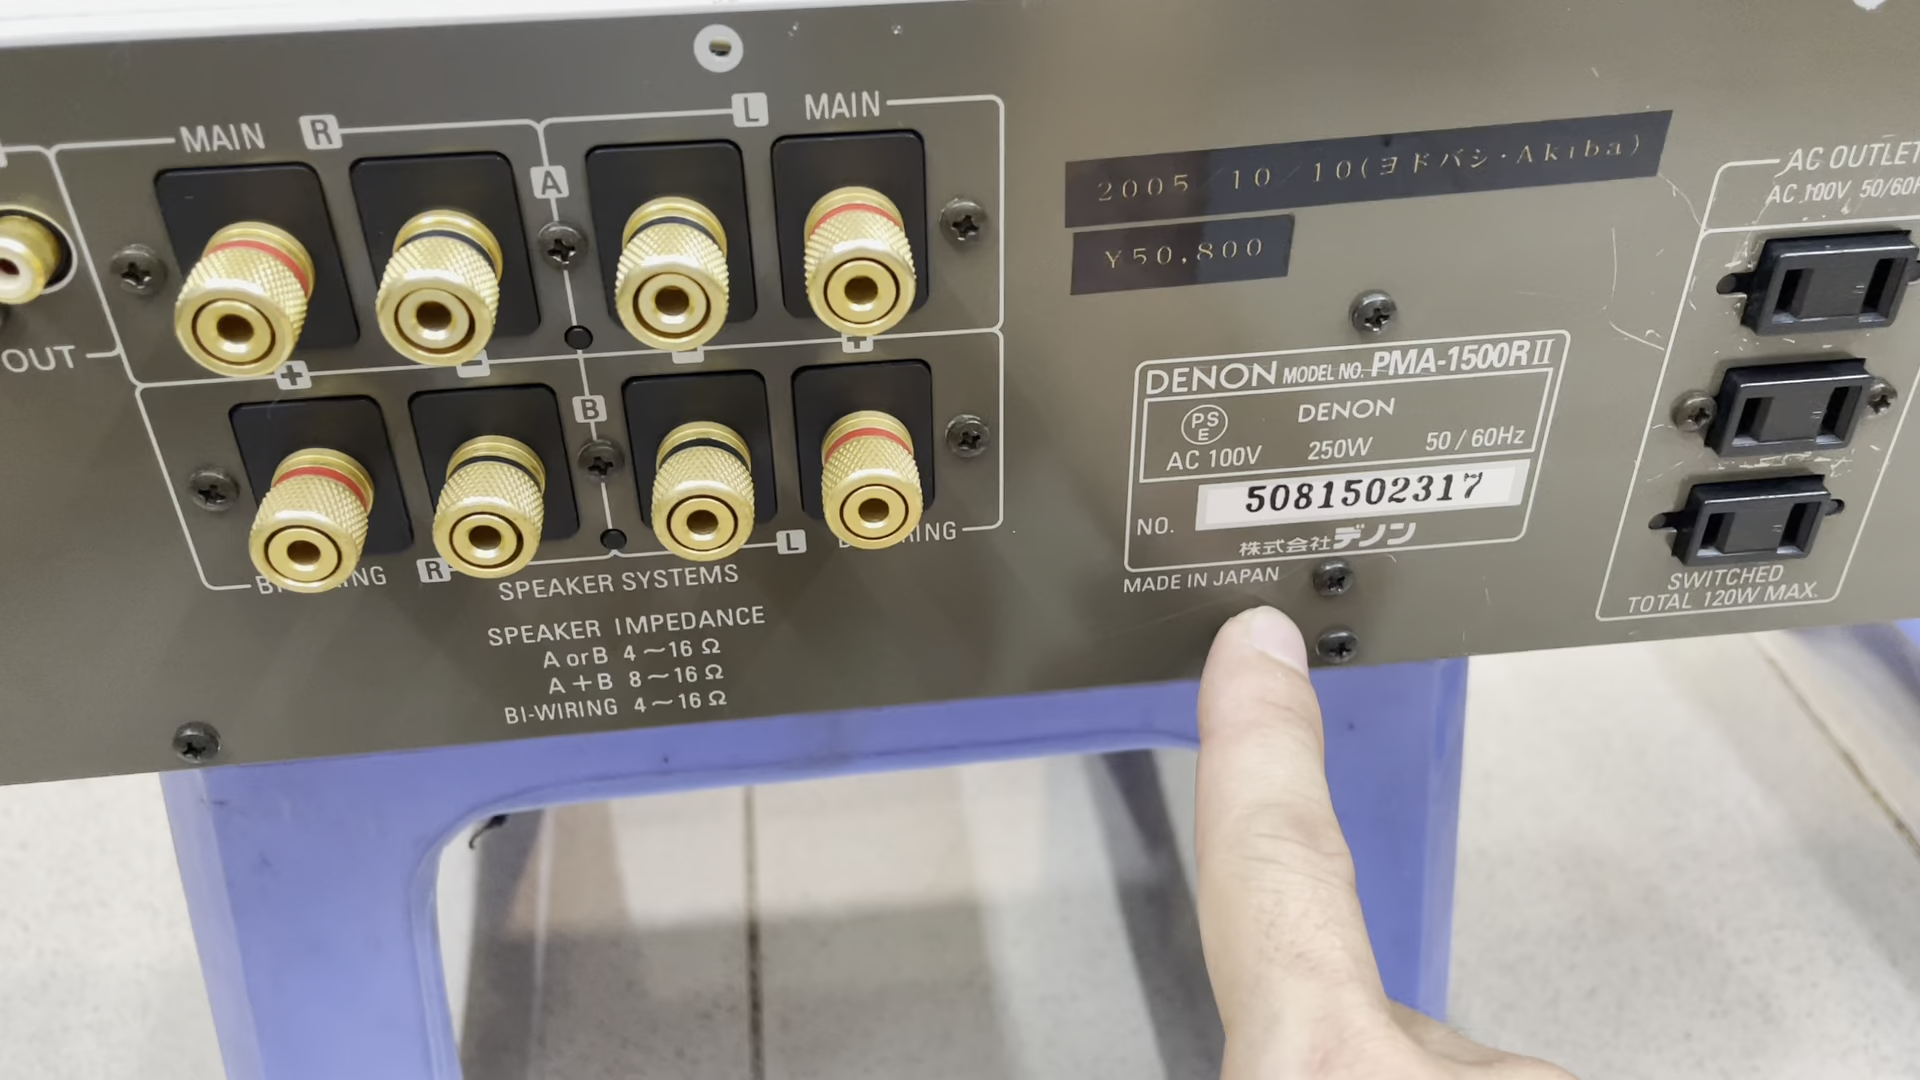 MAIN R
L MAIN
A
OUT
+ - - +
B
R
L
SPEAKER SYSTEMS
SPEAKER IMPEDANCE
A or B 4~16 Ω
A+B 8~16 Ω
BI-WIRING 4~16 Ω
2005/10/10(ヨドバシ・Akiba)
¥50,800
DENON MODEL NO. PMA-1500RII
PSE
DENON
AC 100V 250W 50/60Hz
NO. 5081502317
株式会社デノン
MADE IN JAPAN
AC OUTLET
AC 100V 50/60
SWITCHED
TOTAL 120W MAX.